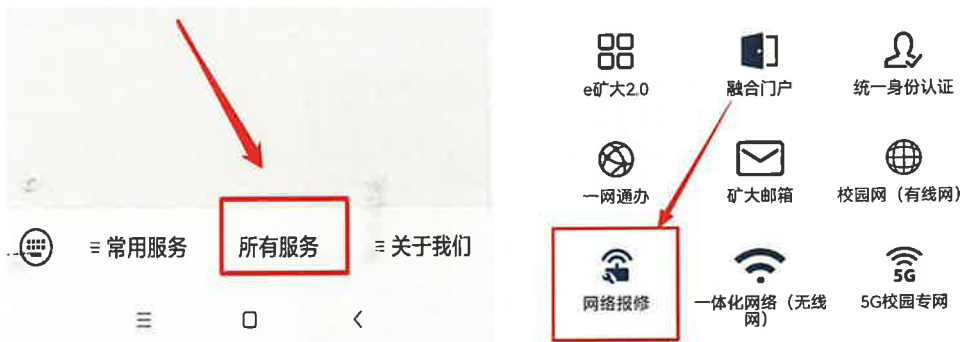 常用服务
所有服务
关于我们
e矿大2.0
融合门户
统一身份认证
一网通办
矿大邮箱
校园网（有线网）
网络报修
一体化网络（无线
网）
5G
5G校园专网